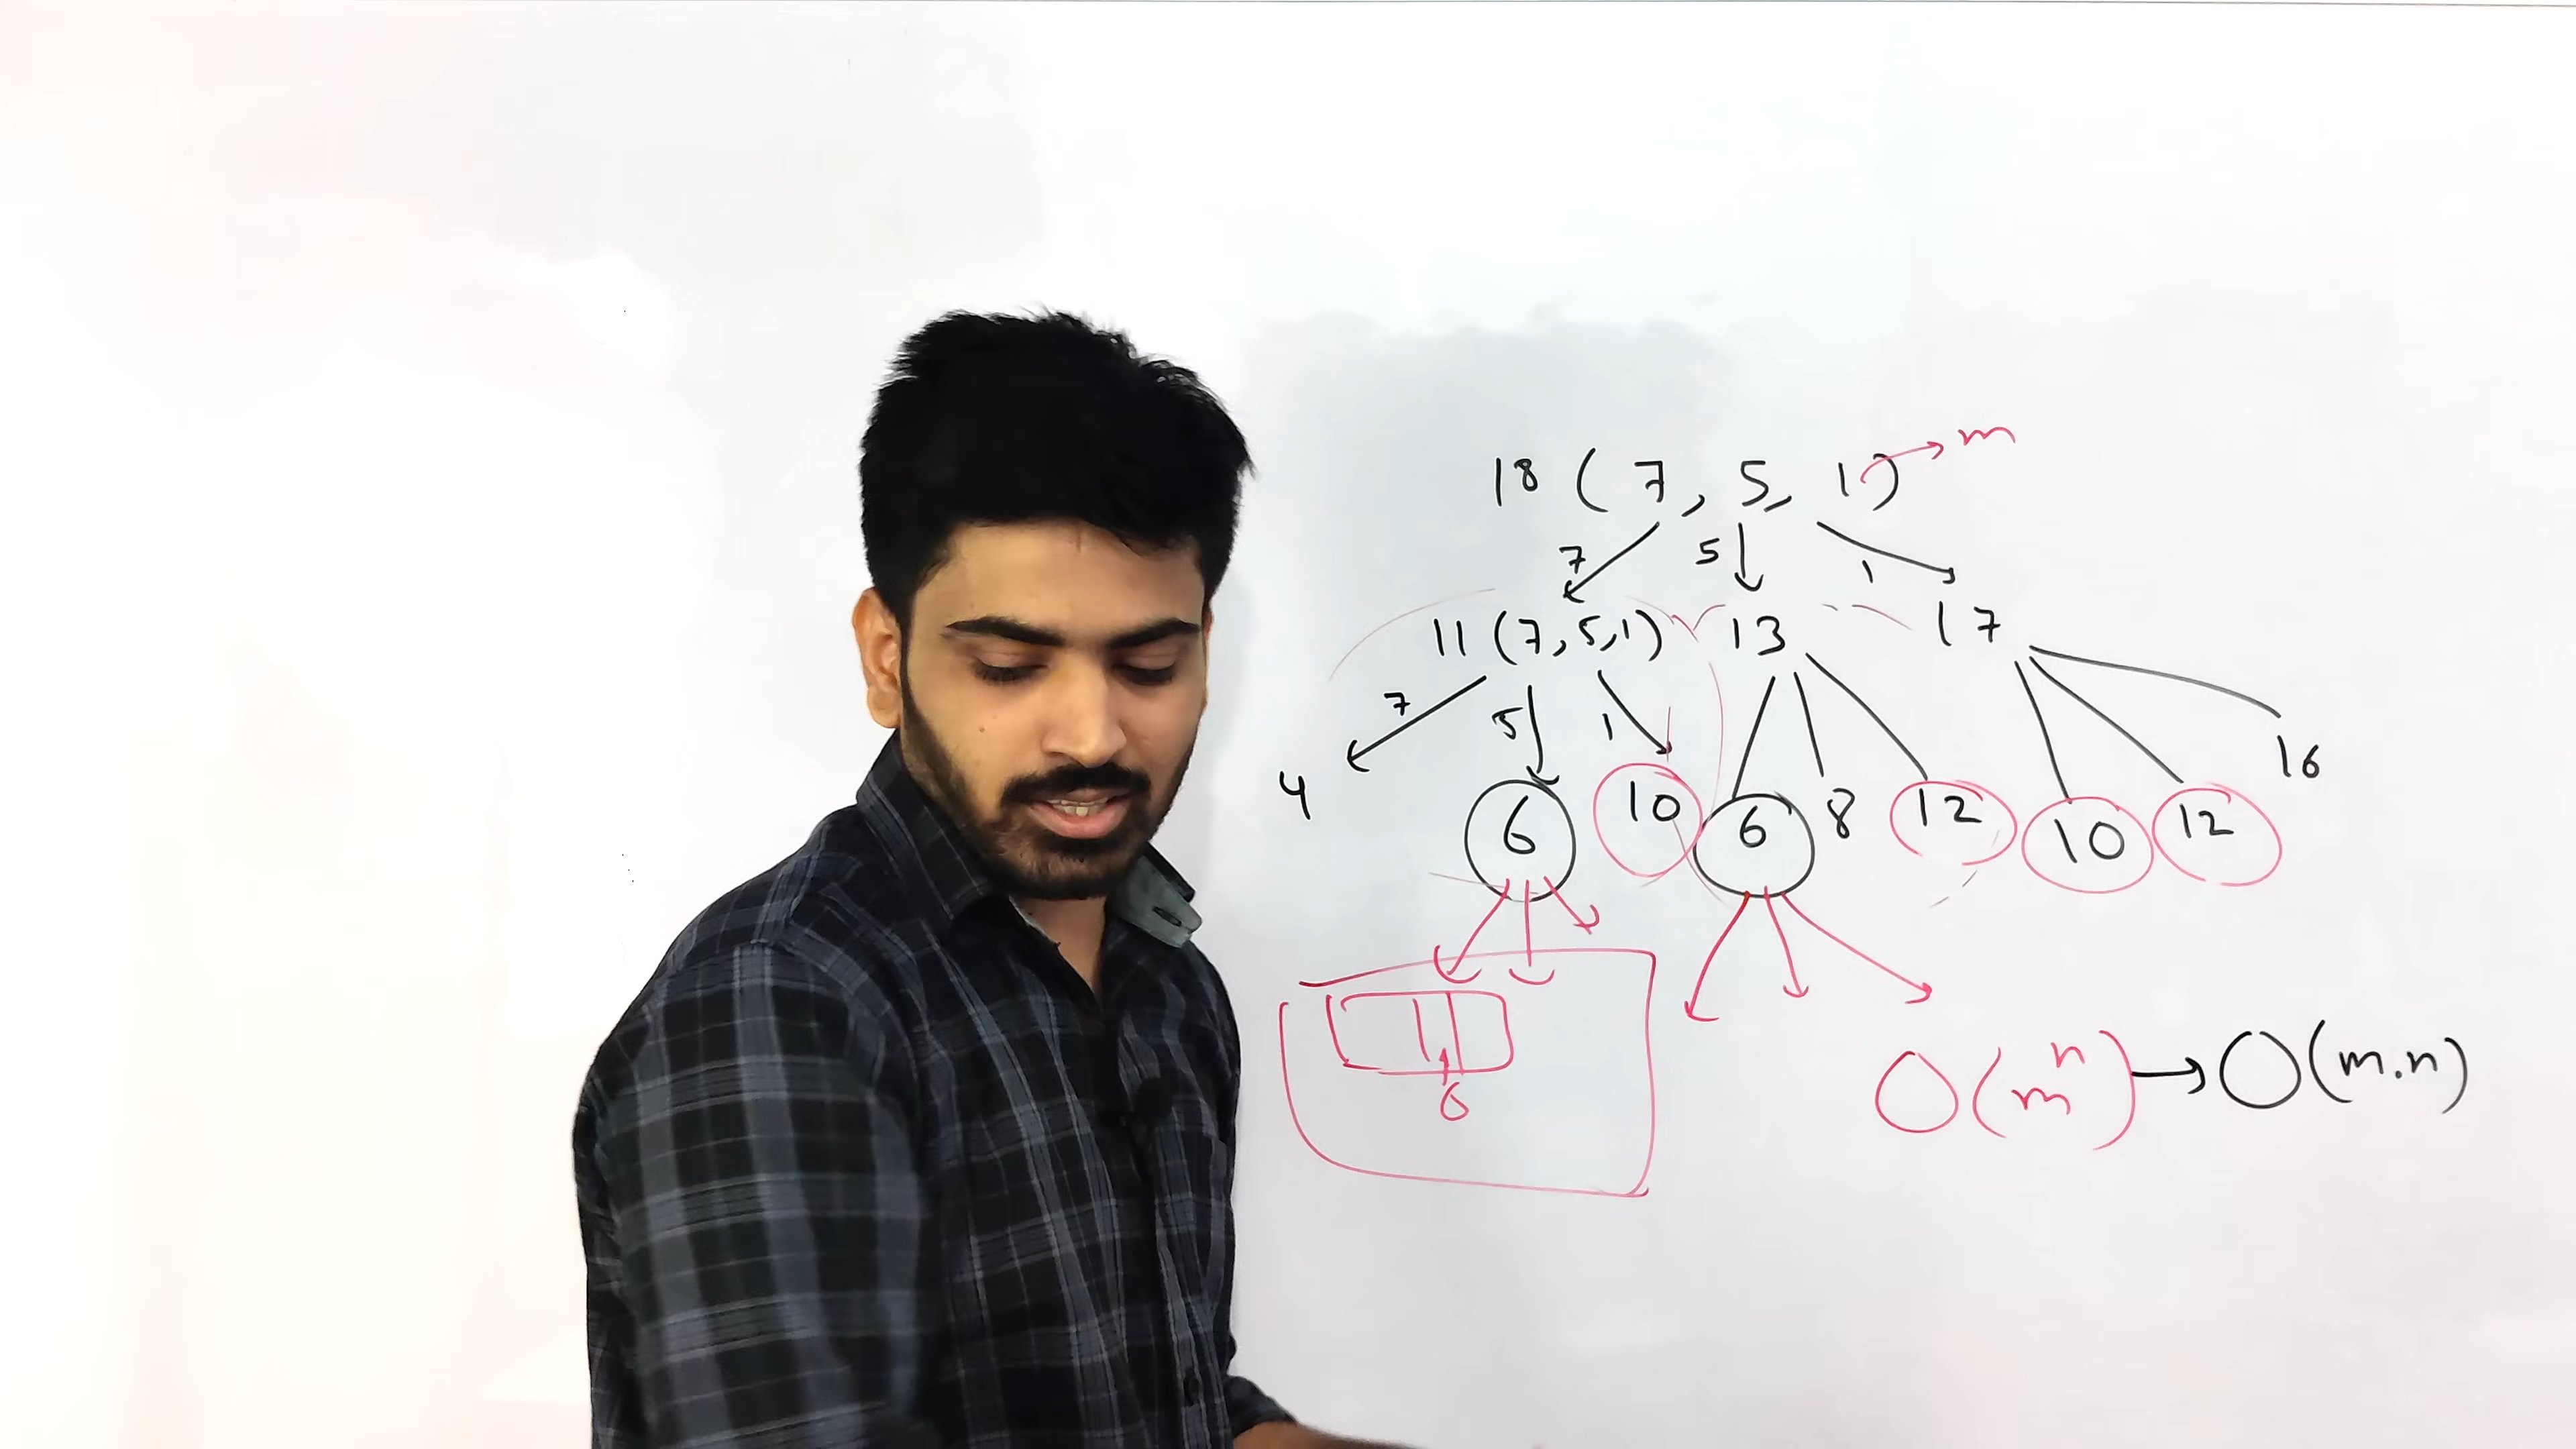 m
18 ( 7, 5, 1)
7 5 1
11 (7, 5, 1) 13 17
7 5 1
4 6 10 6 8 12 10 12 16
6
O(m^n) → O(m.n)